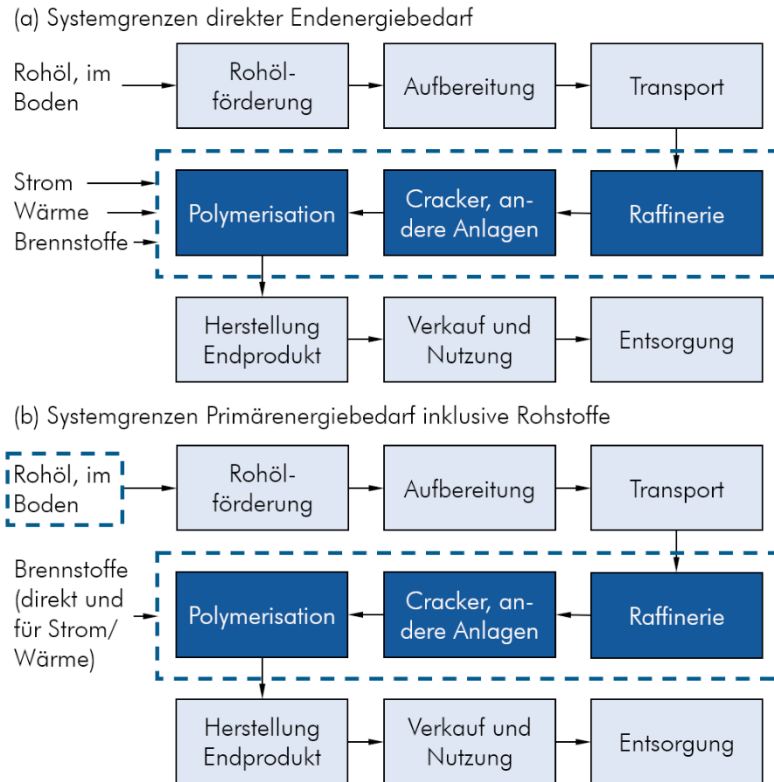 (a) Systemgrenzen direkter Endenergiebedarf
Rohöl, im
Boden
Rohöl-
förderung
Aufbereitung
Transport
Strom
Wärme
Brennstoffe
Polymerisation
Cracker, an-
dere Anlagen
Raffinerie
Herstellung
Endprodukt
Verkauf und
Nutzung
Entsorgung
(b) Systemgrenzen Primärenergiebedarf inklusive Rohstoffe
Rohöl, im
Boden
Rohöl-
förderung
Aufbereitung
Transport
Brennstoffe
(direkt und
für Strom/
Wärme)
Polymerisation
Cracker, an-
dere Anlagen
Raffinerie
Herstellung
Endprodukt
Verkauf und
Nutzung
Entsorgung